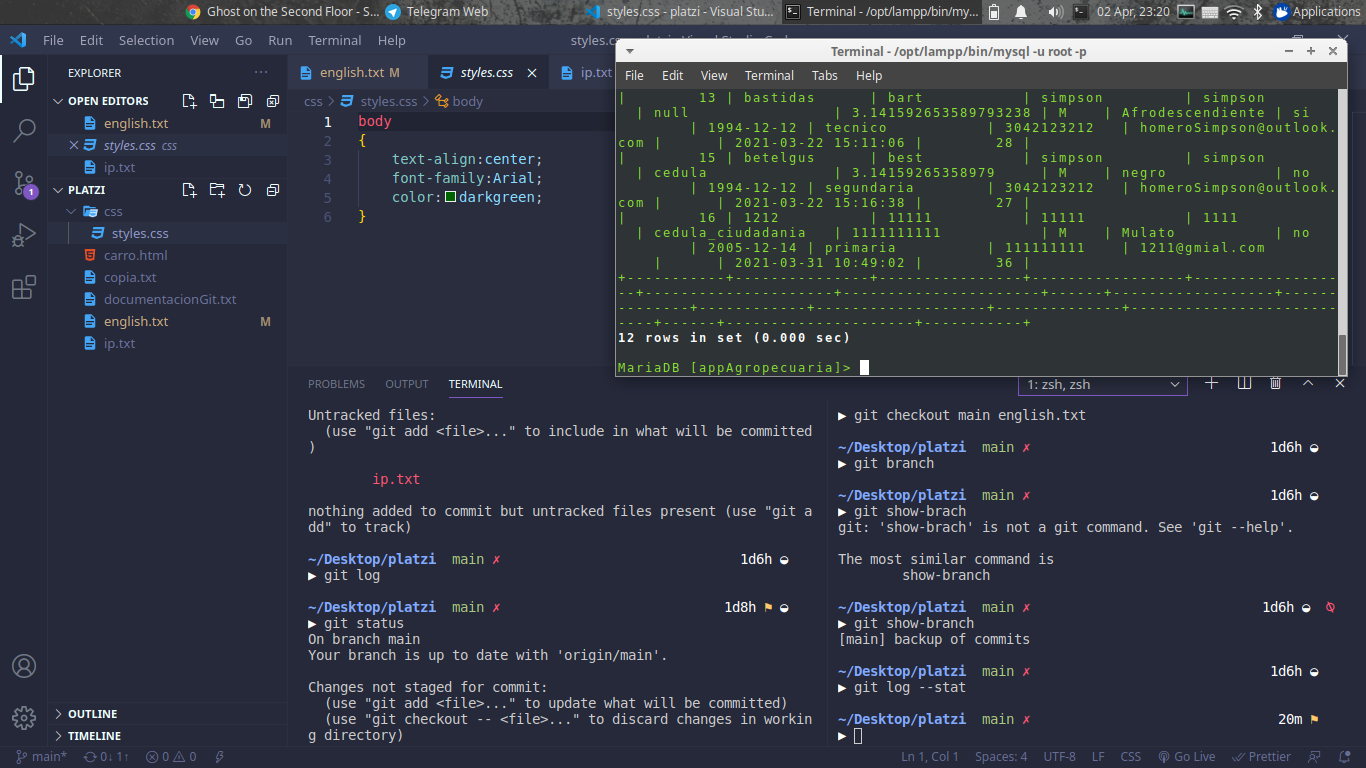 Ghost on the Second Floor - S... Telegram Web styles.css - platzi - Visual Stu... Terminal - /opt/lampp/bin/my... 02 Apr, 23:20 Applications
File Edit Selection View Go Run Terminal Help
EXPLORER
OPEN EDITORS
english.txt M
styles.css css
ip.txt
PLATZI
css
styles.css
carro.html
copia.txt
documentacionGit.txt
english.txt M
ip.txt
OUTLINE
TIMELINE
1
english.txt M styles.css ip.txt
css > styles.css > body
1 body
2 {
3 text-align:center;
4 font-family:Arial;
5 color:darkgreen;
6 }
Terminal - /opt/lampp/bin/mysql -u root -p
File Edit View Terminal Tabs Help
| 13 | bastidas | bart | simpson | simpson
| null | 3.141592653589793238 | M | Afrodescendiente | si
| 1994-12-12 | tecnico | 3042123212 | homeroSimpson@outlook.
com | | 2021-03-22 15:11:06 | 28 |
| 15 | betelgus | best | simpson | simpson
| cedula | 3.14159265358979 | M | negro | no
| 1994-12-12 | segundaria | 3042123212 | homeroSimpson@outlook.
com | | 2021-03-22 15:16:38 | 27 |
| 16 | 1212 | 11111 | 11111 | 1111
| cedula_ciudadania | 1111111111 | M | Mulato | no
| 2005-12-14 | primaria | 111111111 | 1211@gmial.com
| | 2021-03-31 10:49:02 | 36 |
12 rows in set (0.000 sec)
MariaDB [appAgropecuaria]>
PROBLEMS OUTPUT TERMINAL 1: zsh, zsh
Untracked files:
(use "git add <file>..." to include in what will be committed
)
ip.txt
nothing added to commit but untracked files present (use "git a
dd" to track)
~/Desktop/platzi main ✗ 1d6h
▶ git log
~/Desktop/platzi main ✗ 1d8h
▶ git status
On branch main
Your branch is up to date with 'origin/main'.
Changes not staged for commit:
(use "git add <file>..." to update what will be committed)
(use "git checkout -- <file>..." to discard changes in workin
g directory)
▶ git checkout main english.txt
~/Desktop/platzi main ✗ 1d6h
▶ git branch
~/Desktop/platzi main ✗ 1d6h
▶ git show-brach
git: 'show-brach' is not a git command. See 'git --help'.
The most similar command is
show-branch
~/Desktop/platzi main ✗ 1d6h
▶ git show-branch
[main] backup of commits
~/Desktop/platzi main ✗ 1d6h
▶ git log --stat
~/Desktop/platzi main ✗ 20m
▶
main* 0↓ 1↑ 0 0 Ln 1, Col 1 Spaces: 4 UTF-8 LF CSS Go Live Prettier